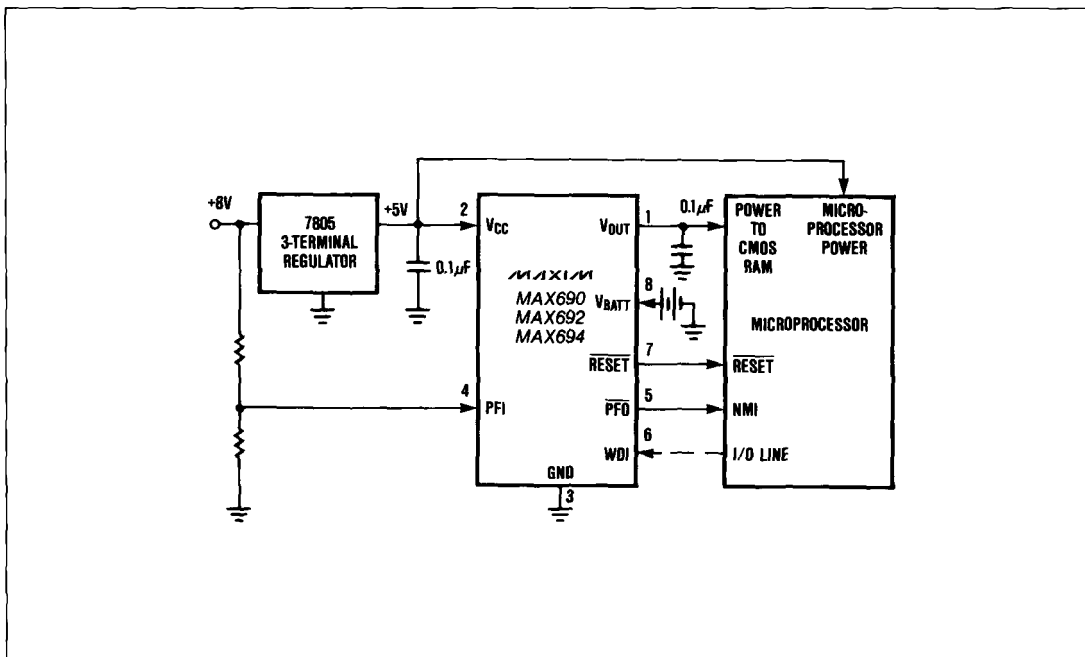 +8V
7805
3-TERMINAL
REGULATOR
+5V
0.1µF
2
VCC
MAXIM
MAX690
MAX692
MAX694
4
PFI
GND
3
VOUT
1
0.1µF
VBATT
8
RESET
7
PFO
5
WDI
6
POWER
TO
CMOS
RAM
MICRO-
PROCESSOR
POWER
MICROPROCESSOR
RESET
NMI
I/O LINE